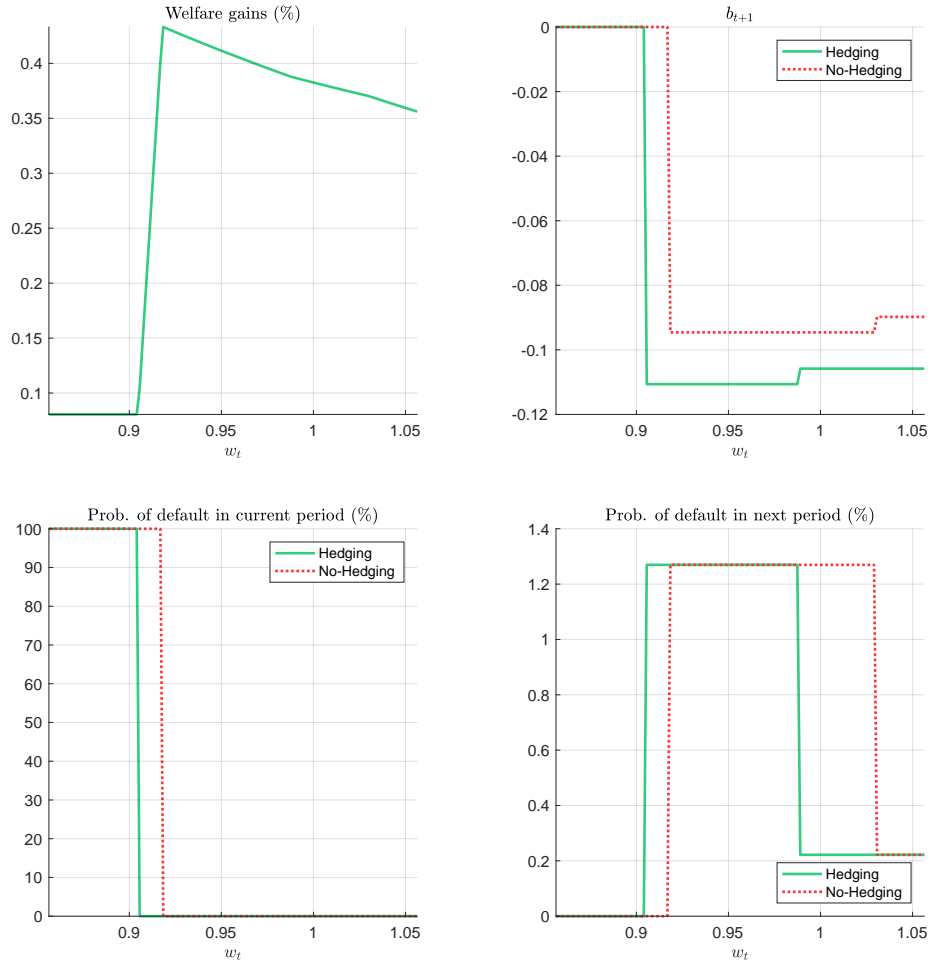 Welfare gains (%)
0.4
0.35
0.3
0.25
0.2
0.15
0.1
0.9 0.95 1 1.05
w_t
b_{t+1}
0
-0.02
-0.04
-0.06
-0.08
-0.1
-0.12
Hedging
No-Hedging
0.9 0.95 1 1.05
w_t
Prob. of default in current period (%)
100
90
80
70
60
50
40
30
20
10
0
Hedging
No-Hedging
0.9 0.95 1 1.05
w_t
Prob. of default in next period (%)
1.4
1.2
1
0.8
0.6
0.4
0.2
0
Hedging
No-Hedging
0.9 0.95 1 1.05
w_t